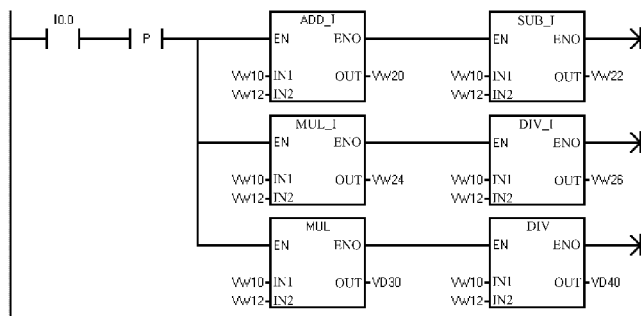 I0.0
P
ADD_I
EN ENO
VW10 IN1 OUT VW20
VW12 IN2
SUB_I
EN ENO
VW10 IN1 OUT VW22
VW12 IN2
MUL_I
EN ENO
VW10 IN1 OUT VW24
VW12 IN2
DIV_I
EN ENO
VW10 IN1 OUT VW26
VW12 IN2
MUL
EN ENO
VW10 IN1 OUT VD30
VW12 IN2
DIV
EN ENO
VW10 IN1 OUT VD40
VW12 IN2